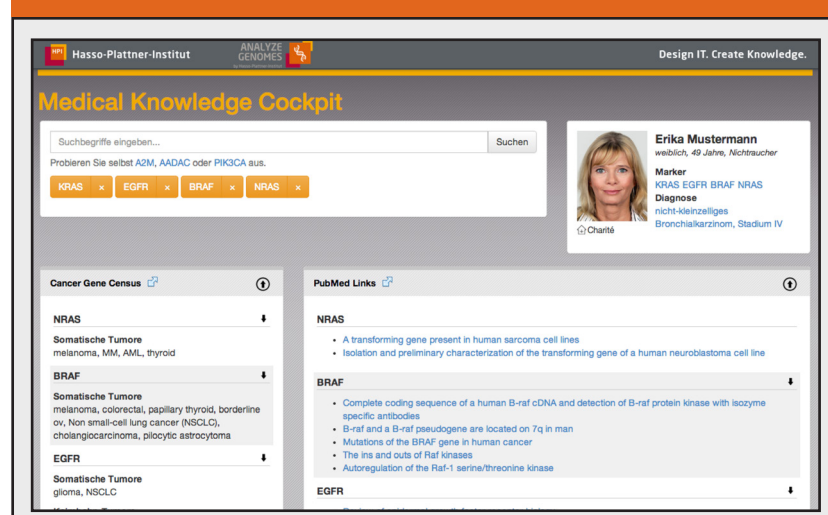 HPI Hasso-Plattner-Institut
ANALYZE
GENOMES
Design IT. Create Knowledge.
Medical Knowledge Cockpit
Suchbegriffe eingeben...
Suchen
Probieren Sie selbst A2M, AADAC oder PIK3CA aus.
KRAS × EGFR × BRAF × NRAS ×
Erika Mustermann
weiblich, 49 Jahre, Nichtraucher
Marker
KRAS EGFR BRAF NRAS
Diagnose
nicht-kleinzelliges
Bronchialkarzinom, Stadium IV
Charité
Cancer Gene Census
NRAS
Somatische Tumore
melanoma, MM, AML, thyroid
BRAF
Somatische Tumore
melanoma, colorectal, papillary thyroid, borderline
ov, Non small-cell lung cancer (NSCLC),
cholangiocarcinoma, pilocytic astrocytoma
EGFR
Somatische Tumore
glioma, NSCLC
PubMed Links
NRAS
• A transforming gene present in human sarcoma cell lines
• Isolation and preliminary characterization of the transforming gene of a human neuroblastoma cell line
BRAF
• Complete coding sequence of a human B-raf cDNA and detection of B-raf protein kinase with isozyme
specific antibodies
• B-raf and a B-raf pseudogene are located on 7q in man
• Mutations of the BRAF gene in human cancer
• The ins and outs of Raf kinases
• Autoregulation of the Raf-1 serine/threonine kinase
EGFR